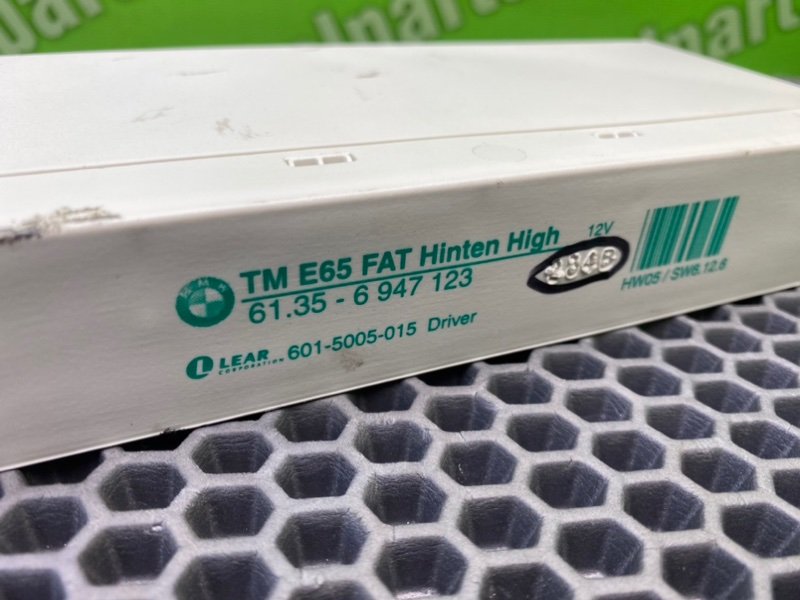 TM E65 FAT Hinten High
12V
61.35 - 6 947 123
HW05 / SW6.12.6
LEAR
CORPORATION
601-5005-015 Driver